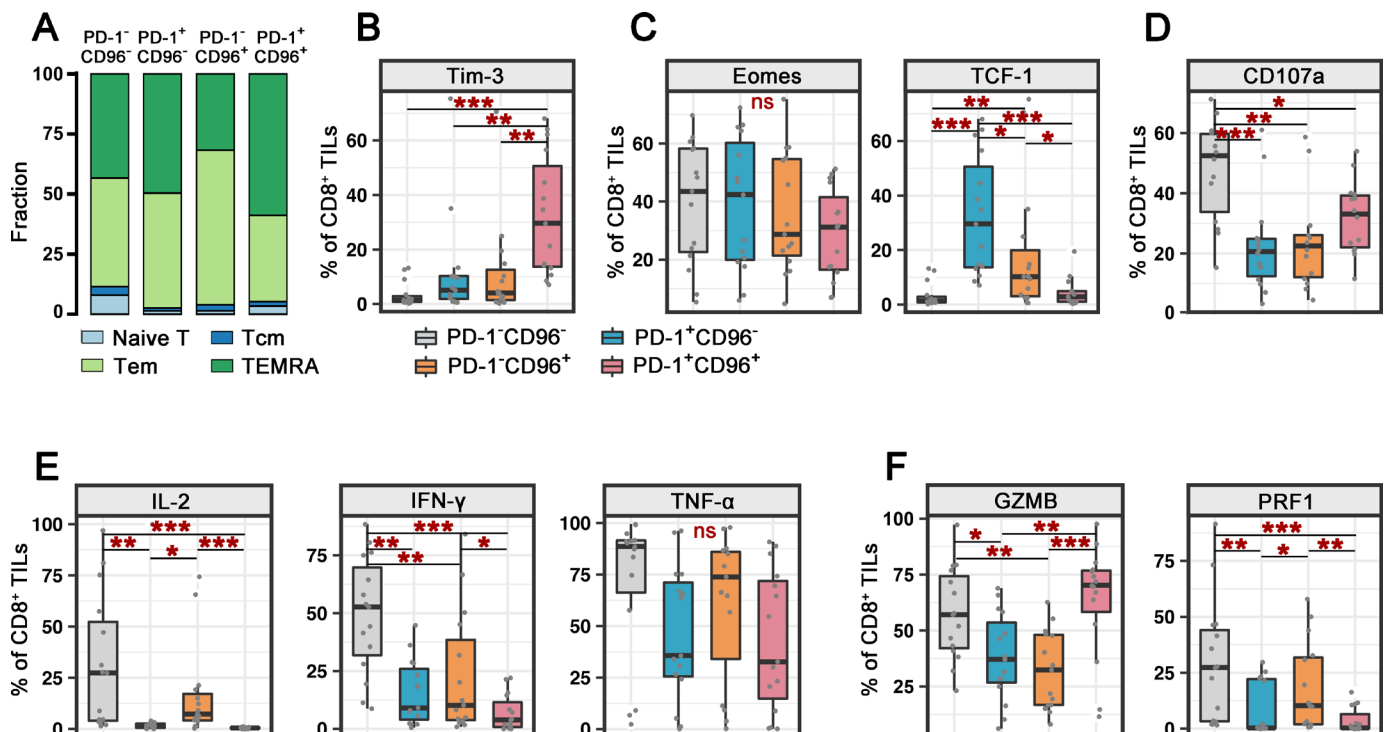 A
PD-1⁻ PD-1⁺ PD-1⁻ PD-1⁺
CD96⁻ CD96⁻ CD96⁺ CD96⁺
Fraction
100
75
50
25
0
Naive T
Tcm
Tem
TEMRA
B
Tim-3
% of CD8⁺ TILs
60
40
20
0
***
**
**
C
Eomes
% of CD8⁺ TILs
60
40
20
ns
TCF-1
60
40
20
0
**
*** ***
* *
PD-1⁻CD96⁻
PD-1⁺CD96⁻
PD-1⁻CD96⁺
PD-1⁺CD96⁺
D
CD107a
% of CD8⁺ TILs
60
40
20
0
*
**
***
E
IL-2
% of CD8⁺ TILs
100
75
50
25
0
***
** ***
*
IFN-γ
75
50
25
0
***
** *
**
TNF-α
100
75
50
25
0
ns
F
GZMB
% of CD8⁺ TILs
100
75
50
25
**
* ***
**
PRF1
75
50
25
0
***
** **
*